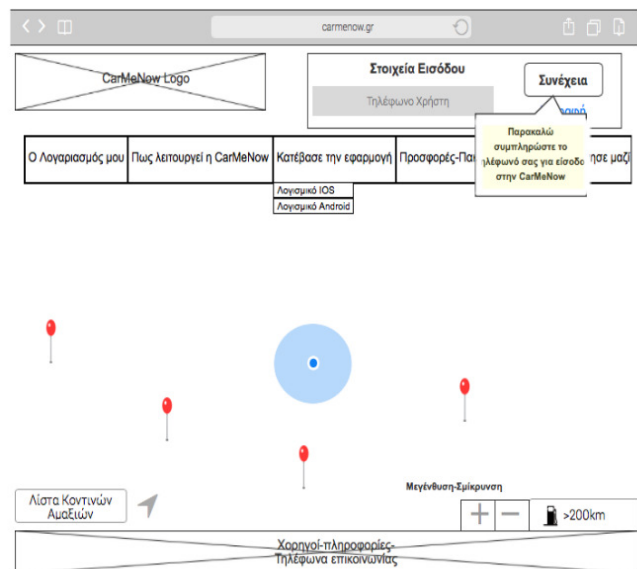 carmenow.gr
CarMeNow Logo
Στοιχεία Εισόδου
Τηλέφωνο Χρήστη
Συνέχεια
Παρακαλώ
συμπληρώστε το
τηλέφωνό σας για είσοδο
στην CarMeNow
Ο Λογαριασμός μου
Πως λειτουργεί η CarMeNow
Κατέβασε την εφαρμογή
Προσφορές-Πα
Λογισμικό IOS
Λογισμικό Android
Μεγένθυση-Σμίκρυνση
Λίστα Κοντινών
Αμαξιών
+ −
>200km
Χορηγοί-πληροφορίες-
Τηλέφωνα επικοινωνίας